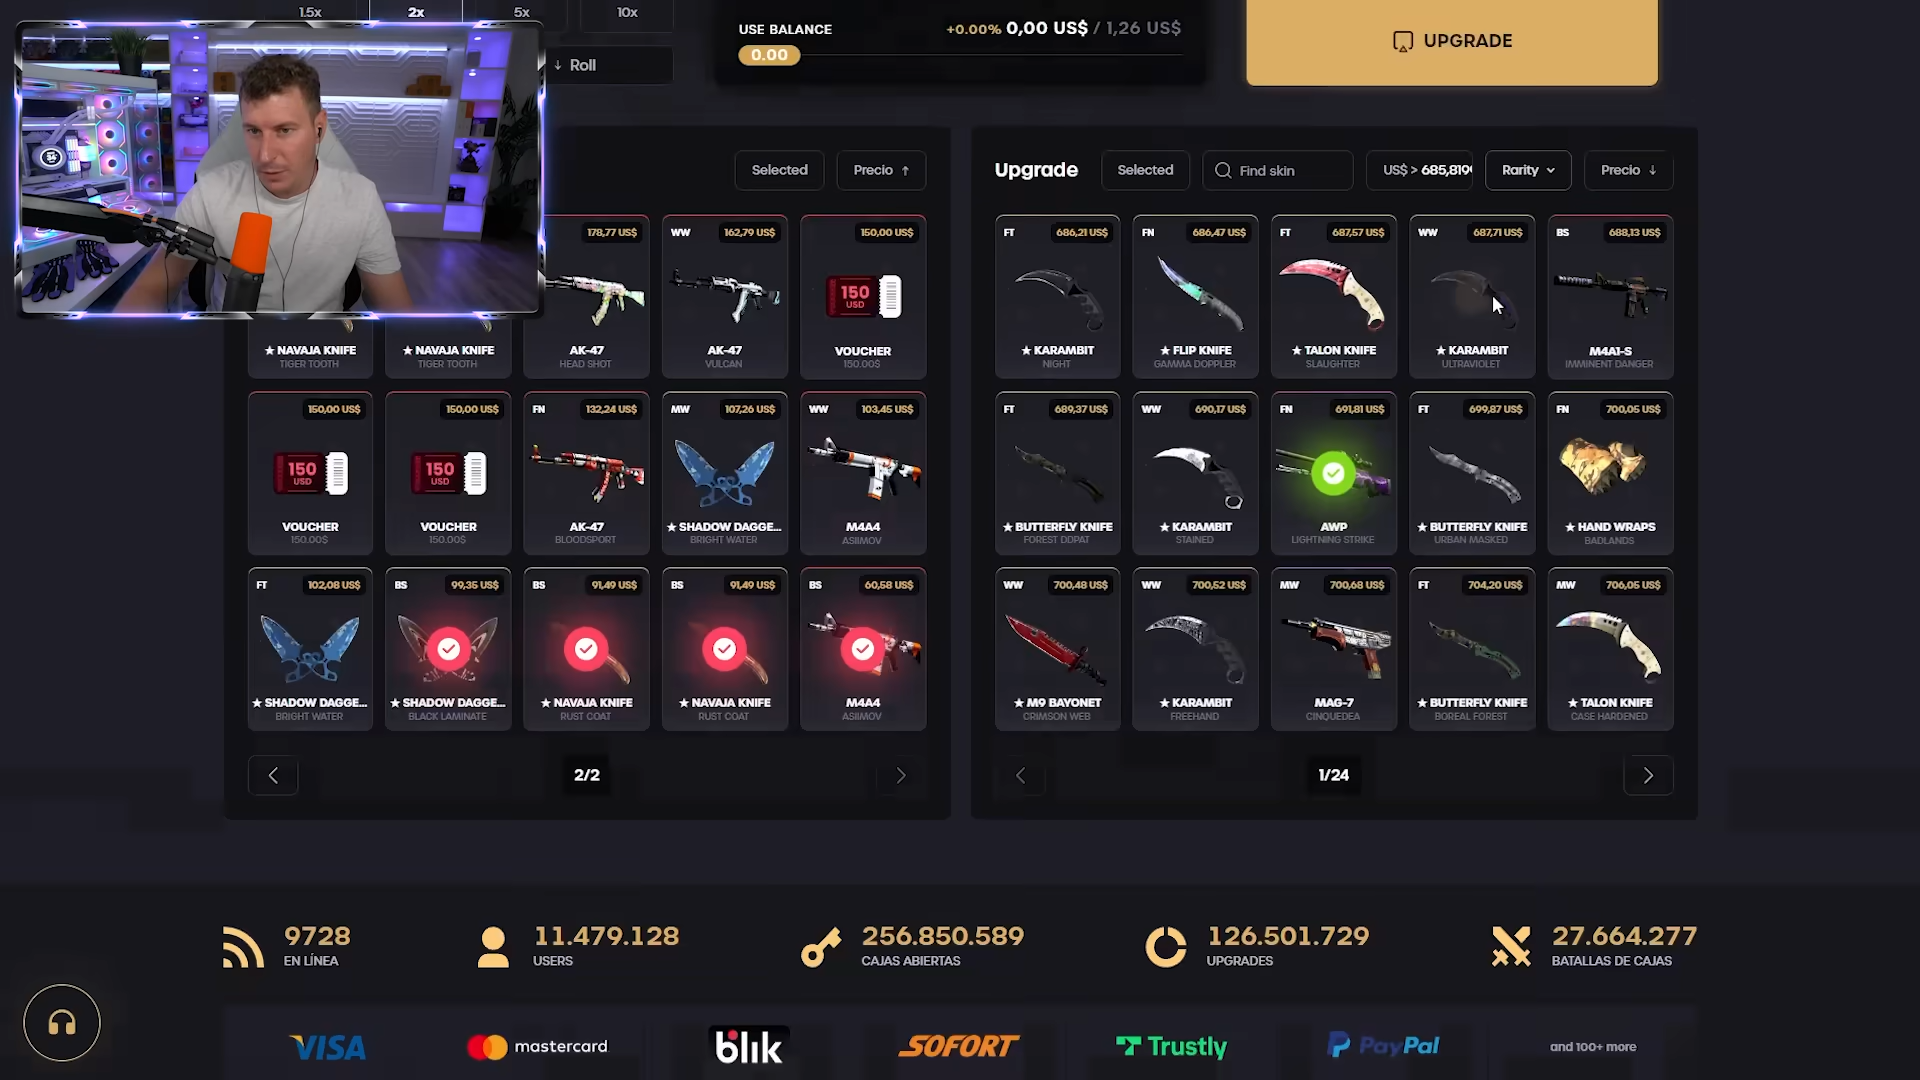 1.5x
2x
5x
10x
Roll
USE BALANCE
+0.00% 0,00 US$ / 1,26 US$
0.00
UPGRADE
Selected
Precio
178,77 US$
WW
162,79 US$
150,00 US$
150
USD
★ NAVAJA KNIFE
TIGER TOOTH
★ NAVAJA KNIFE
TIGER TOOTH
AK-47
HEAD SHOT
AK-47
VULCAN
VOUCHER
150.00$
150,00 US$
150,00 US$
FN
132,24 US$
MW
107,26 US$
WW
103,45 US$
150
USD
150
USD
VOUCHER
150.00$
VOUCHER
150.00$
AK-47
BLOODSPORT
★ SHADOW DAGGE...
BRIGHT WATER
M4A4
ASIIMOV
FT
102,08 US$
BS
99,35 US$
BS
91,49 US$
BS
91,49 US$
BS
60,58 US$
★ SHADOW DAGGE...
BRIGHT WATER
★ SHADOW DAGGE...
BLACK LAMINATE
★ NAVAJA KNIFE
RUST COAT
★ NAVAJA KNIFE
RUST COAT
M4A4
ASIIMOV
2/2
Upgrade
Selected
Find skin
US$ > 685,819
Rarity
Precio
FT
686,21 US$
FN
686,47 US$
FT
687,57 US$
WW
687,71 US$
BS
688,13 US$
★ KARAMBIT
NIGHT
★ FLIP KNIFE
GAMMA DOPPLER
★ TALON KNIFE
SLAUGHTER
★ KARAMBIT
ULTRAVIOLET
M4A1-S
IMMINENT DANGER
FT
689,37 US$
WW
690,17 US$
FN
691,81 US$
FT
699,87 US$
FN
700,05 US$
★ BUTTERFLY KNIFE
FOREST DDPAT
★ KARAMBIT
STAINED
AWP
LIGHTNING STRIKE
★ BUTTERFLY KNIFE
URBAN MASKED
★ HAND WRAPS
BADLANDS
WW
700,48 US$
WW
700,52 US$
MW
700,68 US$
FT
704,20 US$
MW
706,05 US$
★ M9 BAYONET
CRIMSON WEB
★ KARAMBIT
FREEHAND
MAG-7
CINQUEDEA
★ BUTTERFLY KNIFE
BOREAL FOREST
★ TALON KNIFE
CASE HARDENED
1/24
9728
EN LÍNEA
11.479.128
USERS
256.850.589
CAJAS ABIERTAS
126.501.729
UPGRADES
27.664.277
BATALLAS DE CAJAS
VISA
mastercard
blik
SOFORT
Trustly
PayPal
and 100+ more